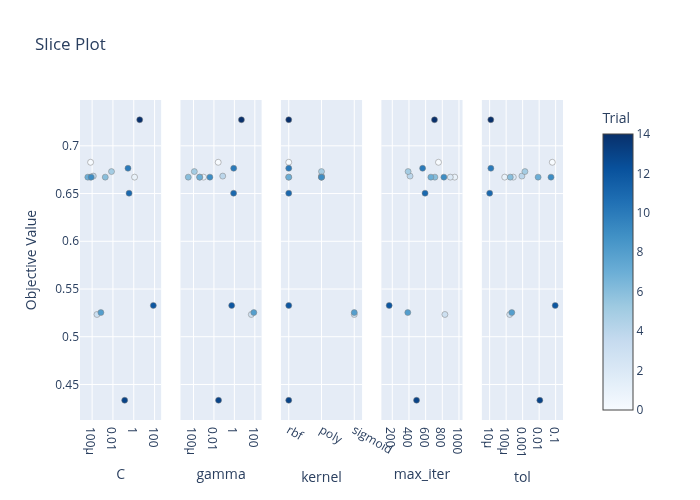 Slice Plot
Trial
Objective Value
0.7
0.65
0.6
0.55
0.5
0.45
100μ
0.01
1
100
100μ
0.01
1
100
rbf
poly
sigmoid
200
400
600
800
1000
10μ
100μ
0.001
0.01
0.1
C
gamma
kernel
max_iter
tol
14
12
10
8
6
4
2
0